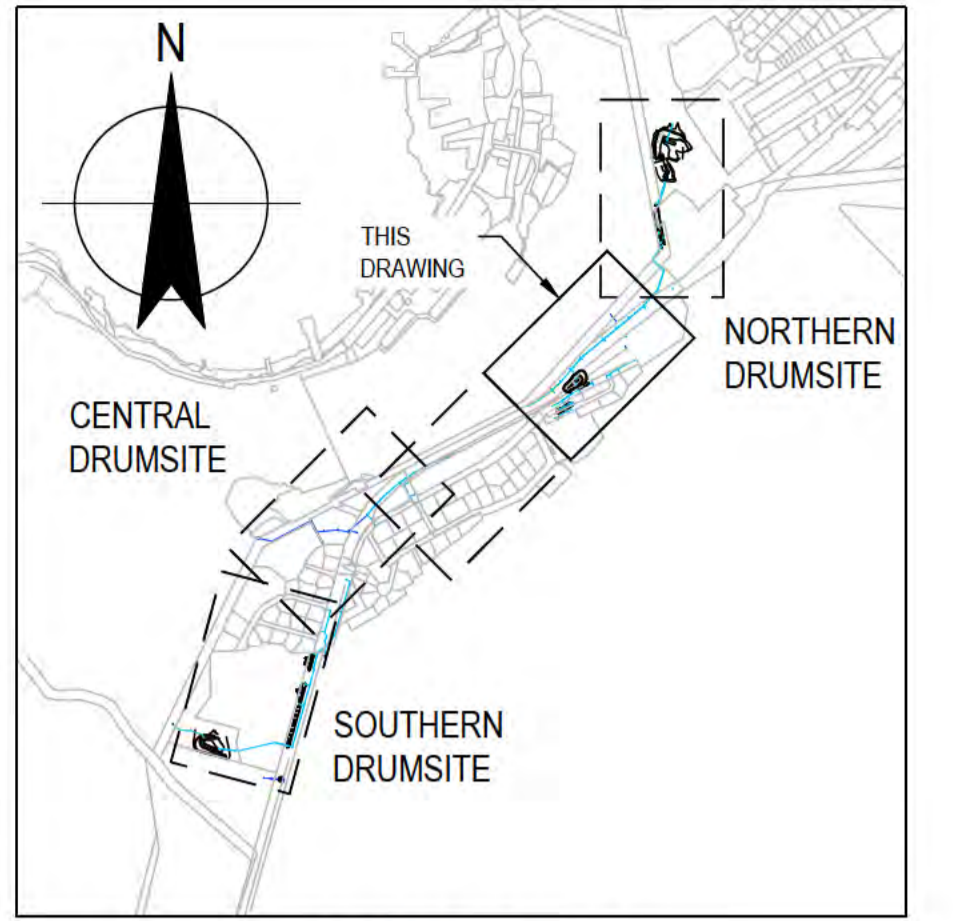 N
THIS
DRAWING
NORTHERN
DRUMSITE
CENTRAL
DRUMSITE
SOUTHERN
DRUMSITE